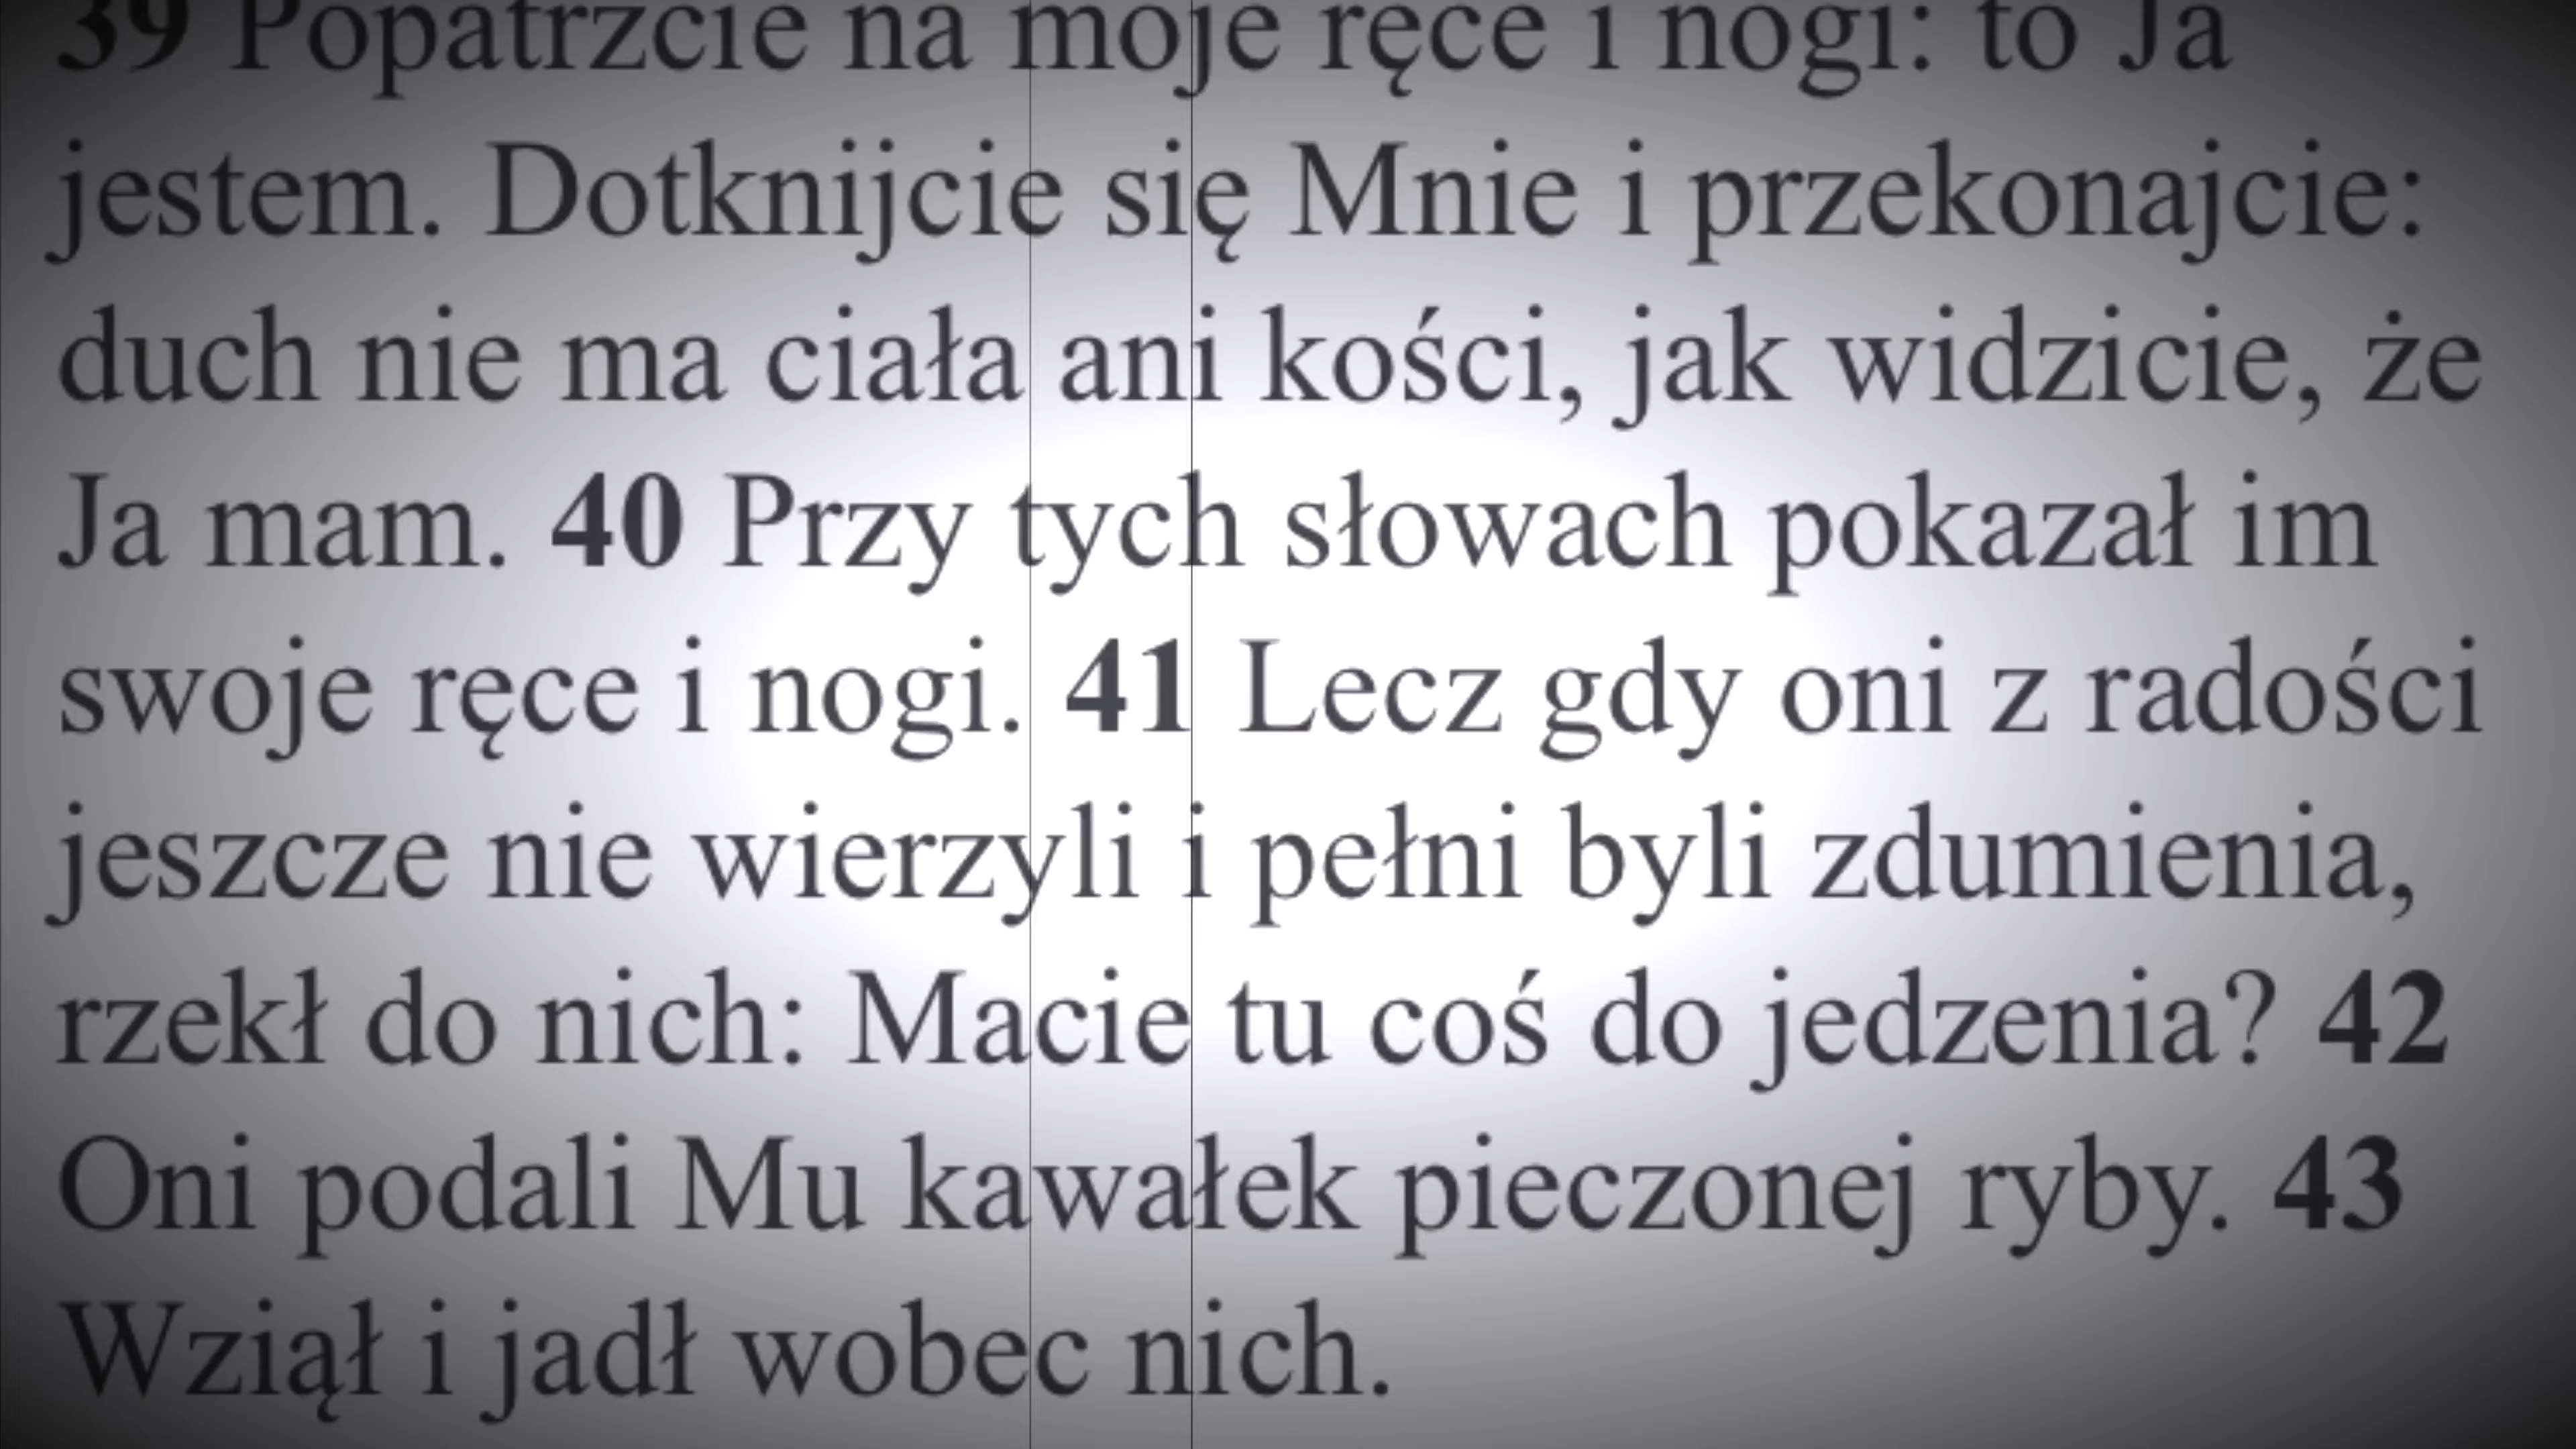 39 Popatrzcie na moje ręce i nogi: to Ja
jestem. Dotknijcie się Mnie i przekonajcie:
duch nie ma ciała ani kości, jak widzicie, że
Ja mam. 40 Przy tych słowach pokazał im
swoje ręce i nogi. 41 Lecz gdy oni z radości
jeszcze nie wierzyli i pełni byli zdumienia,
rzekł do nich: Macie tu coś do jedzenia? 42
Oni podali Mu kawałek pieczonej ryby. 43
Wziął i jadł wobec nich.